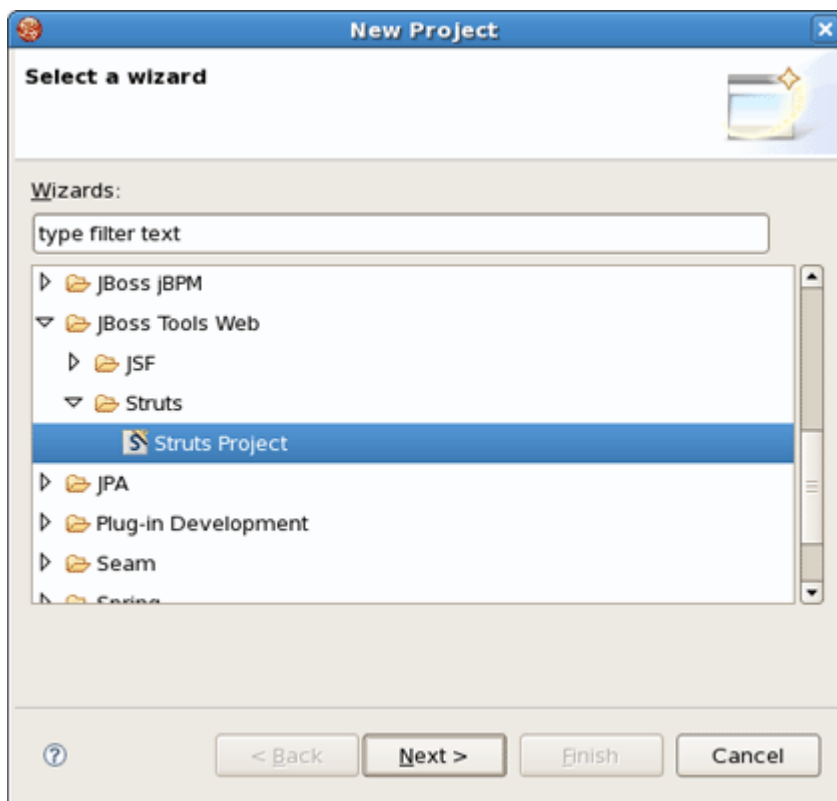 New Project
Select a wizard
Wizards:
type filter text
JBoss jBPM
JBoss Tools Web
JSF
Struts
Struts Project
JPA
Plug-in Development
Seam
Spring
< Back Next > Finish Cancel